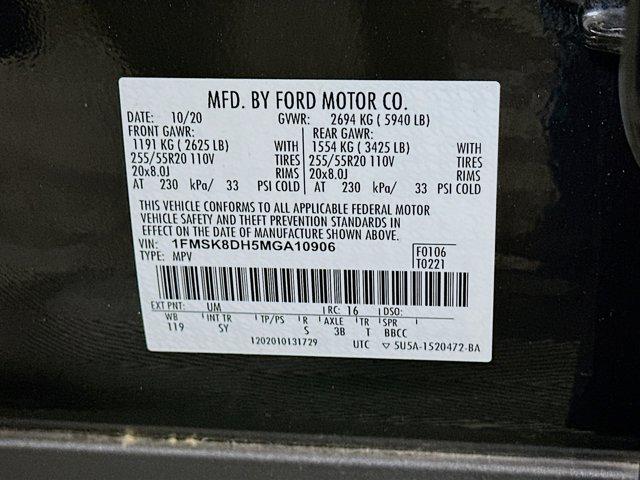 MFD. BY FORD MOTOR CO.
DATE: 10/20 GVWR: 2694 KG ( 5940 LB)
FRONT GAWR: REAR GAWR:
1191 KG ( 2625 LB) WITH 1554 KG ( 3425 LB) WITH
255/55R20 110V TIRES 255/55R20 110V TIRES
20x8.0J RIMS 20x8.0J RIMS
AT 230 kPa/ 33 PSI COLD AT 230 kPa/ 33 PSI COLD
THIS VEHICLE CONFORMS TO ALL APPLICABLE FEDERAL MOTOR
VEHICLE SAFETY AND THEFT PREVENTION STANDARDS IN
EFFECT ON THE DATE OF MANUFACTURE SHOWN ABOVE.
VIN: 1FMSK8DH5MGA10906 F0106
TYPE: MPV T0221
EXT PNT: UM RC: 16 DSO:
WB INT TR TP/PS R AXLE TR SPR
119 SY S 3B T BBCC
1202010131729 UTC ▽ 5U5A-1520472-BA